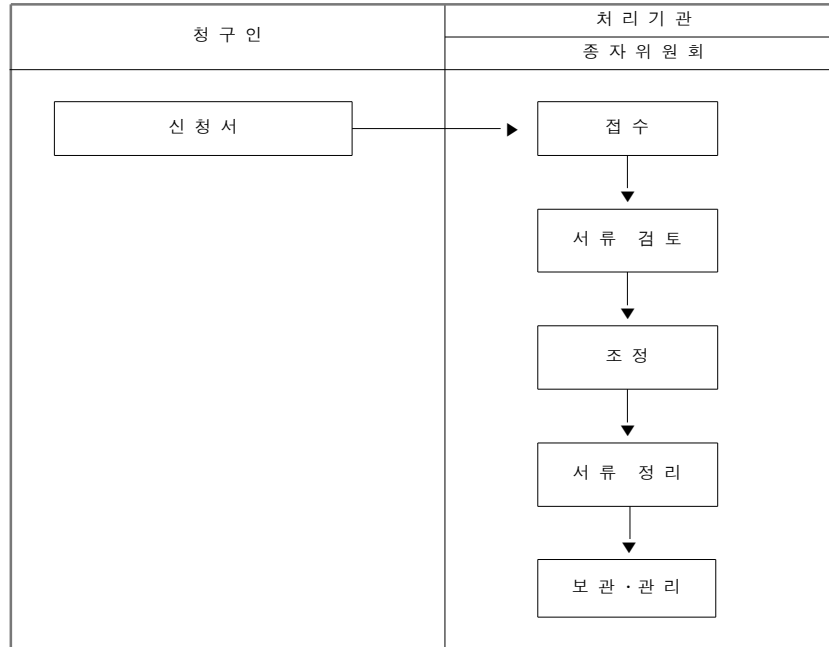 청 구 인
처 리 기 관
종 자 위 원 회
신 청 서
접 수
서 류 검 토
조 정
서 류 정 리
보 관 · 관 리